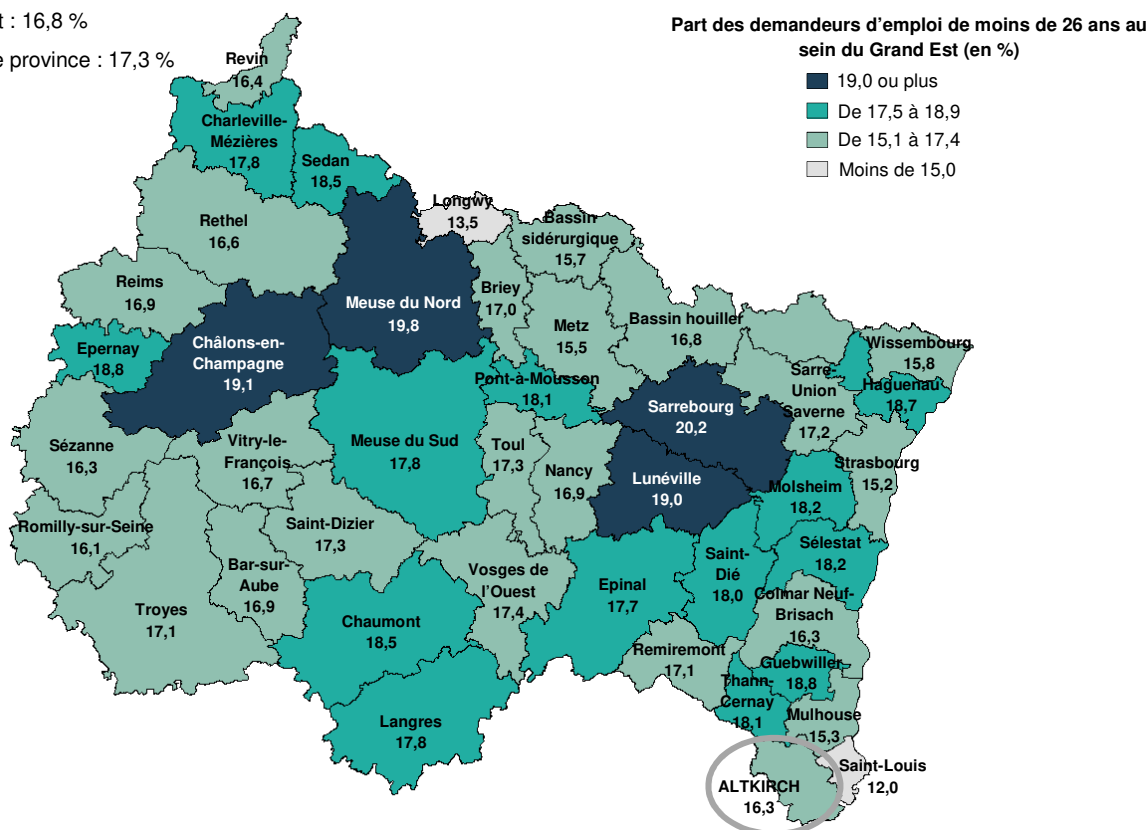 t : 16,8 %
e province : 17,3 %
Part des demandeurs d'emploi de moins de 26 ans au
sein du Grand Est (en %)
19,0 ou plus
De 17,5 à 18,9
De 15,1 à 17,4
Moins de 15,0
Revin
16,4
Charleville-
Mézières
17,8
Sedan
18,5
Longwy
13,5
Rethel
16,6
Bassin
sidérurgique
15,7
Reims
16,9
Meuse du Nord
19,8
Briey
17,0
Metz
15,5
Bassin houiller
16,8
Wissembourg
15,8
Epernay
18,8
Châlons-en-
Champagne
19,1
Pont-à-Mousson
18,1
Sarre-
Union
Saverne
17,2
Haguenau
18,7
Sarrebourg
20,2
Sézanne
16,3
Vitry-le-
François
16,7
Meuse du Sud
17,8
Toul
17,3
Nancy
16,9
Lunéville
19,0
Strasbourg
15,2
Molsheim
18,2
Romilly-sur-Seine
16,1
Saint-Dizier
17,3
Sélestat
18,2
Bar-sur-
Aube
16,9
Vosges de
l'Ouest
17,4
Epinal
17,7
Saint-
Dié
18,0
Colmar Neuf-
Brisach
16,3
Troyes
17,1
Chaumont
18,5
Remiremont
17,1
Guebwiller
18,8
Thann-
Cernay
18,1
Langres
17,8
Mulhouse
15,3
Saint-Louis
12,0
ALTKIRCH
16,3